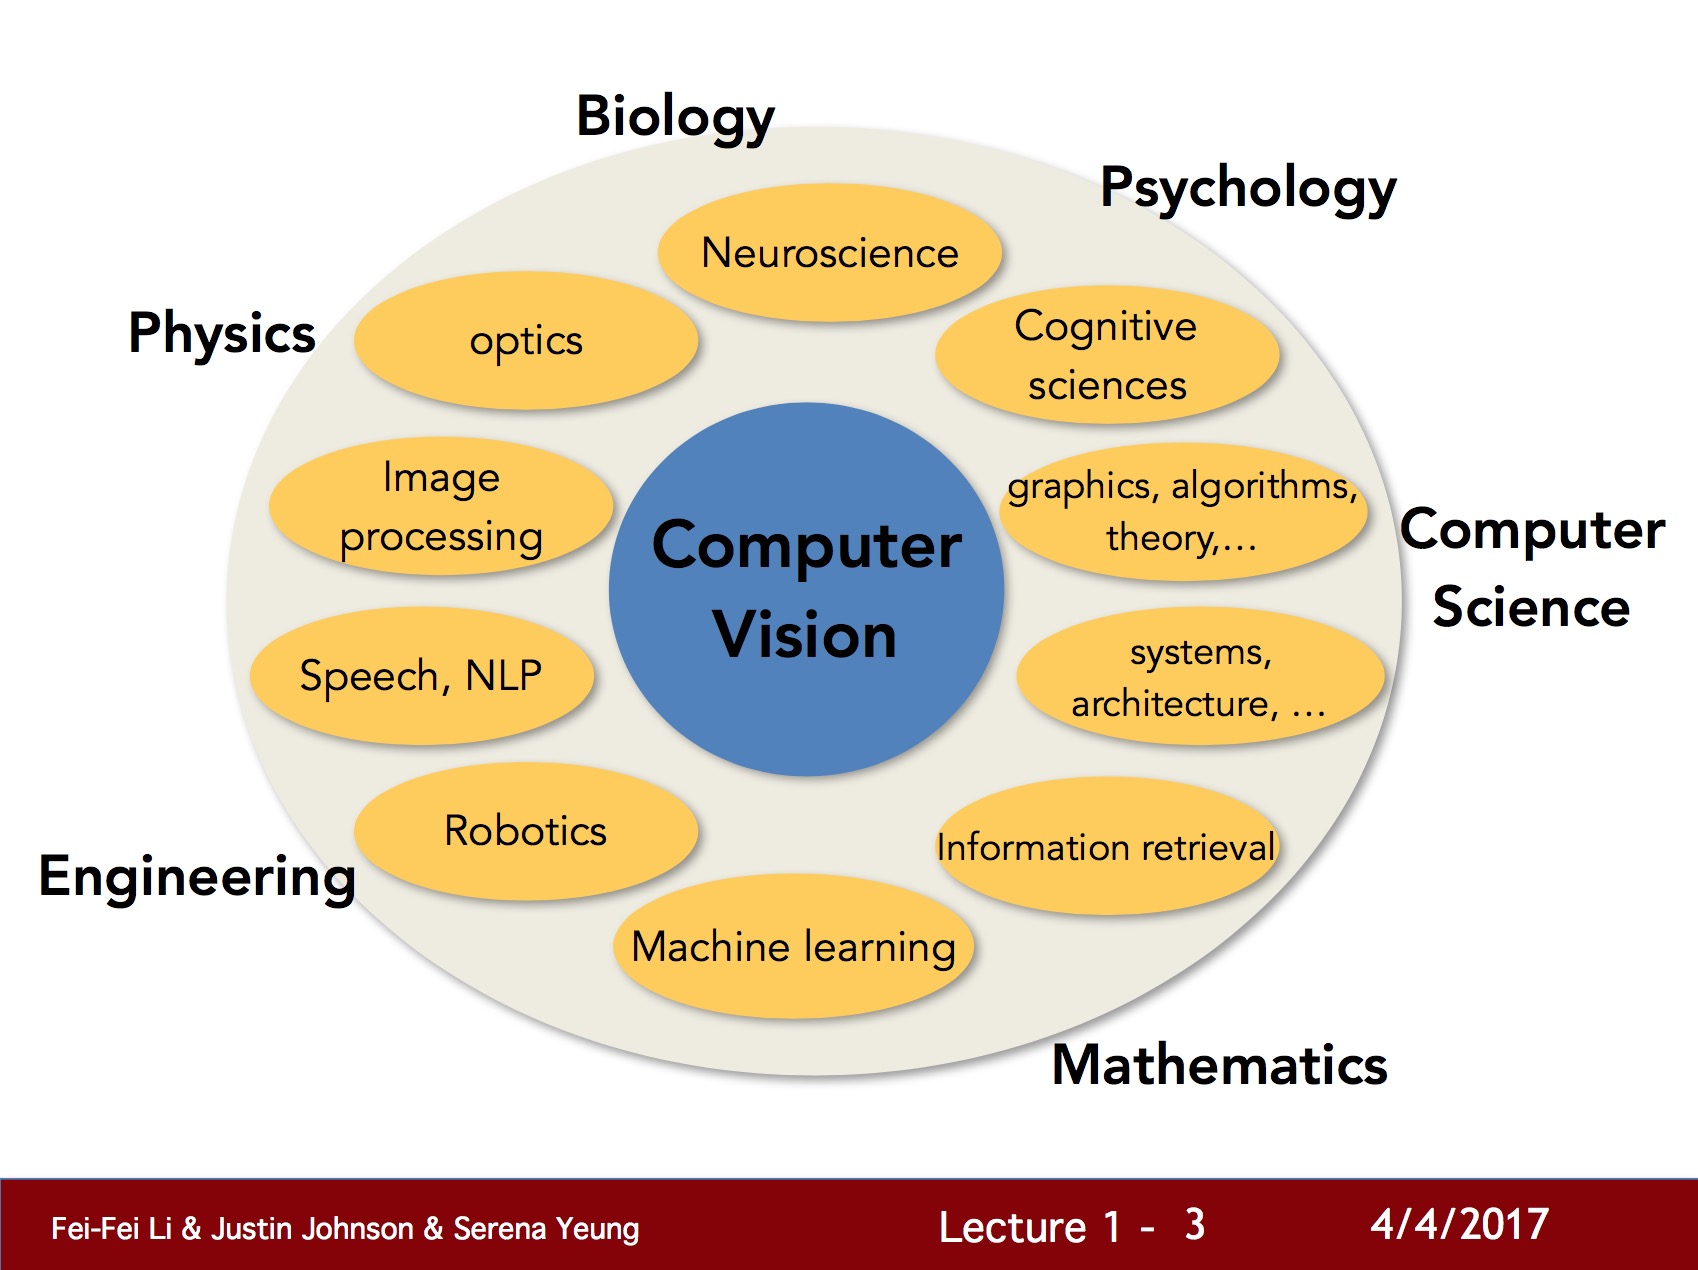 Biology
Psychology
Neuroscience
Physics
optics
Cognitive
sciences
Image
processing
graphics, algorithms,
theory,...
Computer
Science
Computer
Vision
Speech, NLP
systems,
architecture, ...
Robotics
Information retrieval
Engineering
Machine learning
Mathematics
Fei-Fei Li & Justin Johnson & Serena Yeung
Lecture 1 - 3
4/4/2017